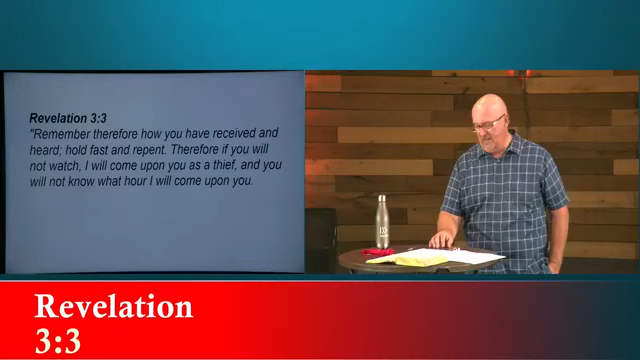 Revelation 3:3
"Remember therefore how you have received and
heard; hold fast and repent. Therefore if you will
not watch, I will come upon you as a thief, and you
will not know what hour I will come upon you.
Revelation
3:3